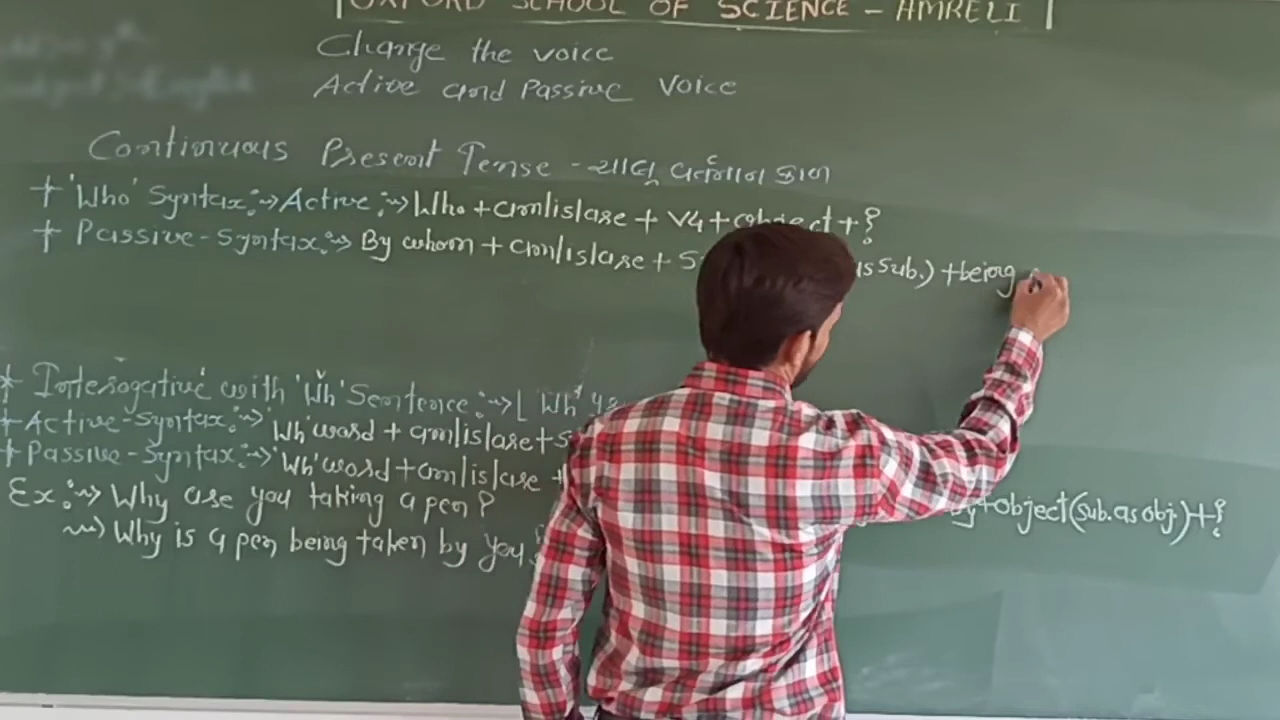 OXFORD SCHOOL OF SCIENCE - AMRELI
Change the voice
Active and Passive Voice
Continuous Present Tense - ચાલુ વર્તમાન કાળ
+ 'Who' Syntax:→ Active:→ Who + am/is/are + V4 + object + ?
+ Passive-Syntax:→ By whom + am/is/are + S as Sub.) + being
+ Interogative with 'Wh' Sentence:→ [ 'Wh'
+ Active-Syntax:→ 'Wh' word + am/is/are + S
+ Passive-Syntax:→ 'Wh' word + am/is/are + + object (sub. as obj.) + ?
Ex:→ Why are you taking a pen?
→ Why is a pen being taken by you